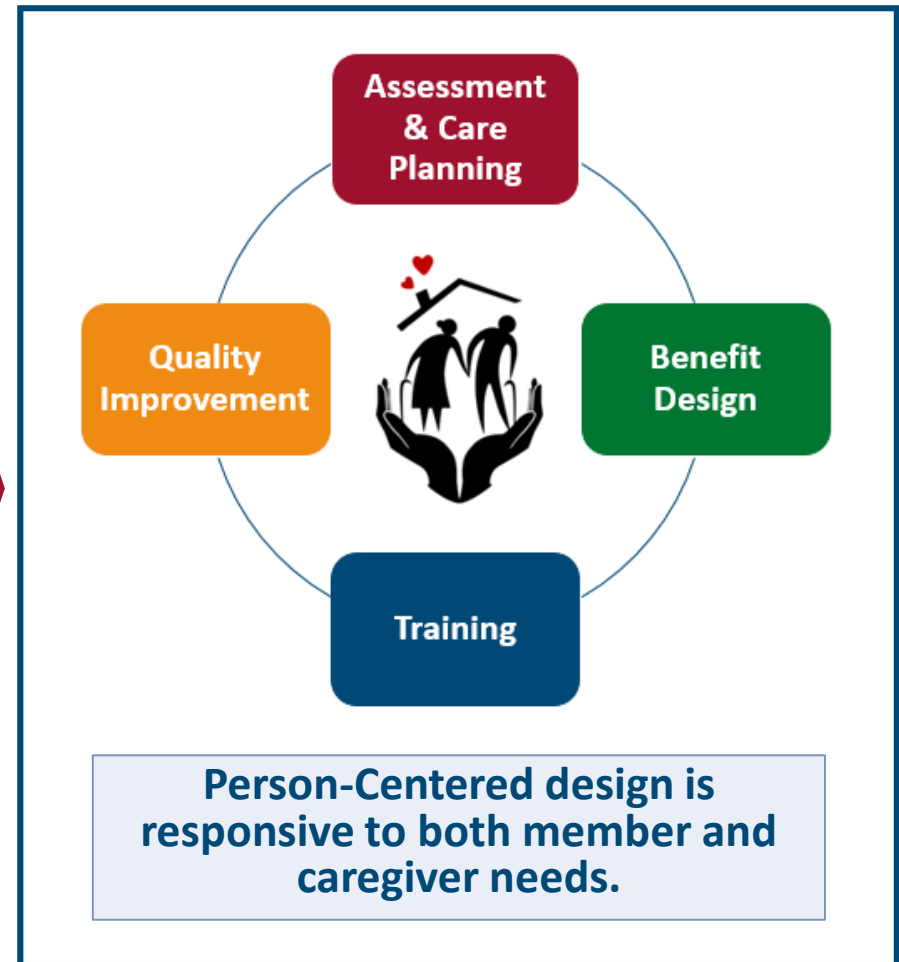 Assessment
& Care
Planning
Quality
Improvement
Benefit
Design
Training
Person-Centered design is
responsive to both member and
caregiver needs.